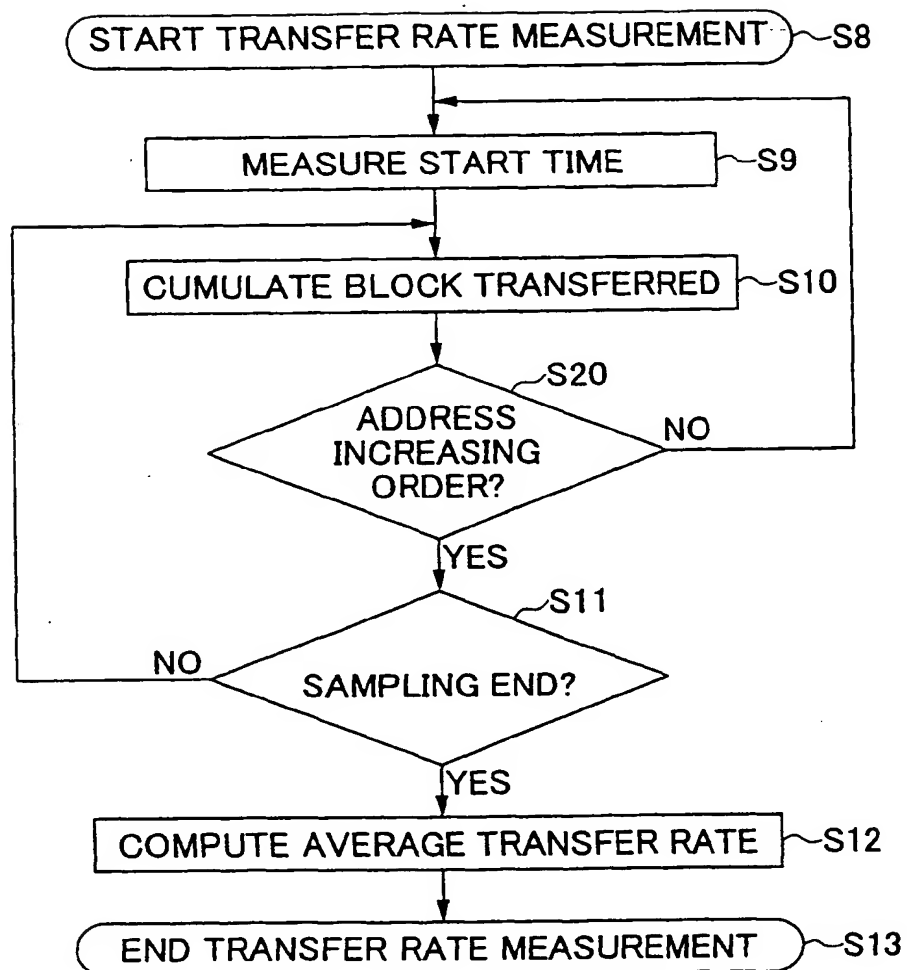 START TRANSFER RATE MEASUREMENT S8
MEASURE START TIME S9
CUMULATE BLOCK TRANSFERRED S10
S20
ADDRESS
INCREASING
ORDER?
NO
YES
S11
NO
SAMPLING END?
YES
COMPUTE AVERAGE TRANSFER RATE S12
END TRANSFER RATE MEASUREMENT S13